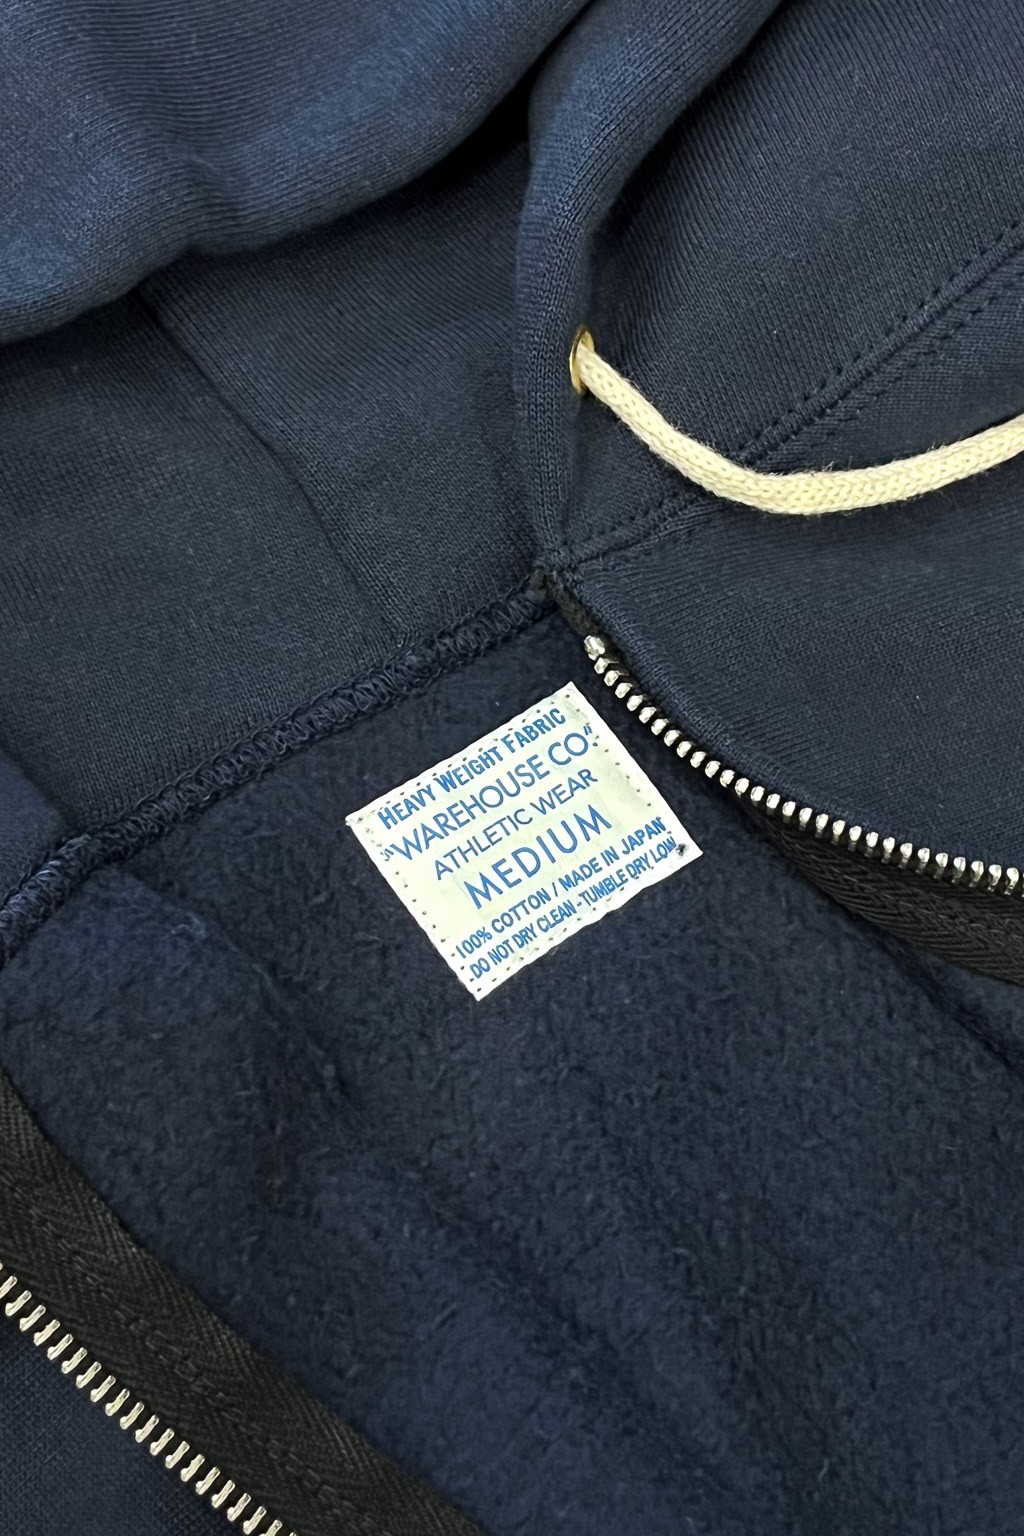 HEAVY WEIGHT FABRIC
"WAREHOUSE CO"
ATHLETIC WEAR
MEDIUM
100% COTTON / MADE IN JAPAN
DO NOT DRY CLEAN - TUMBLE DRY, LOW